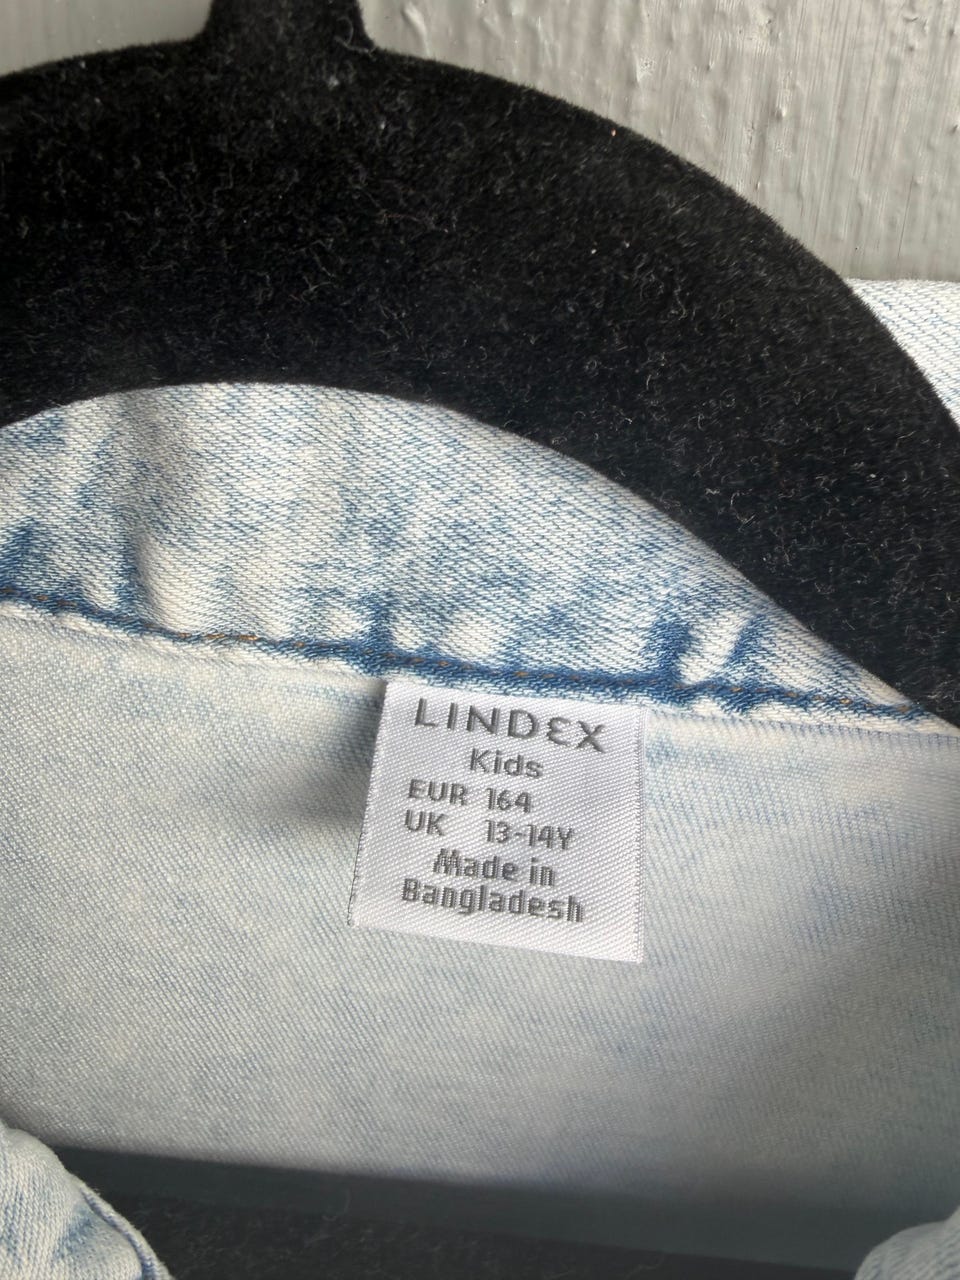 LINDEX
Kids
EUR 164
UK 13-14Y
Made in
Bangladesh